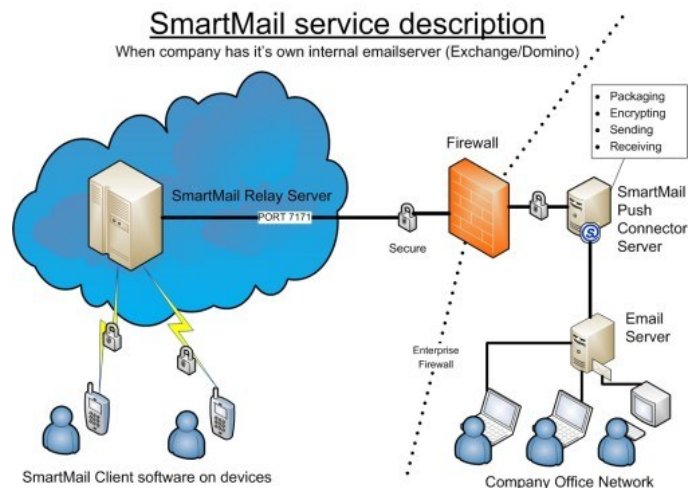 SmartMail service description
When company has it's own internal emailserver (Exchange/Domino)
• Packaging
• Encrypting
• Sending
• Receiving
Firewall
SmartMail Relay Server
PORT 7171
Secure
SmartMail
Push
Connector
Server
Email
Server
Enterprise
Firewall
SmartMail Client software on devices
Company Office Network